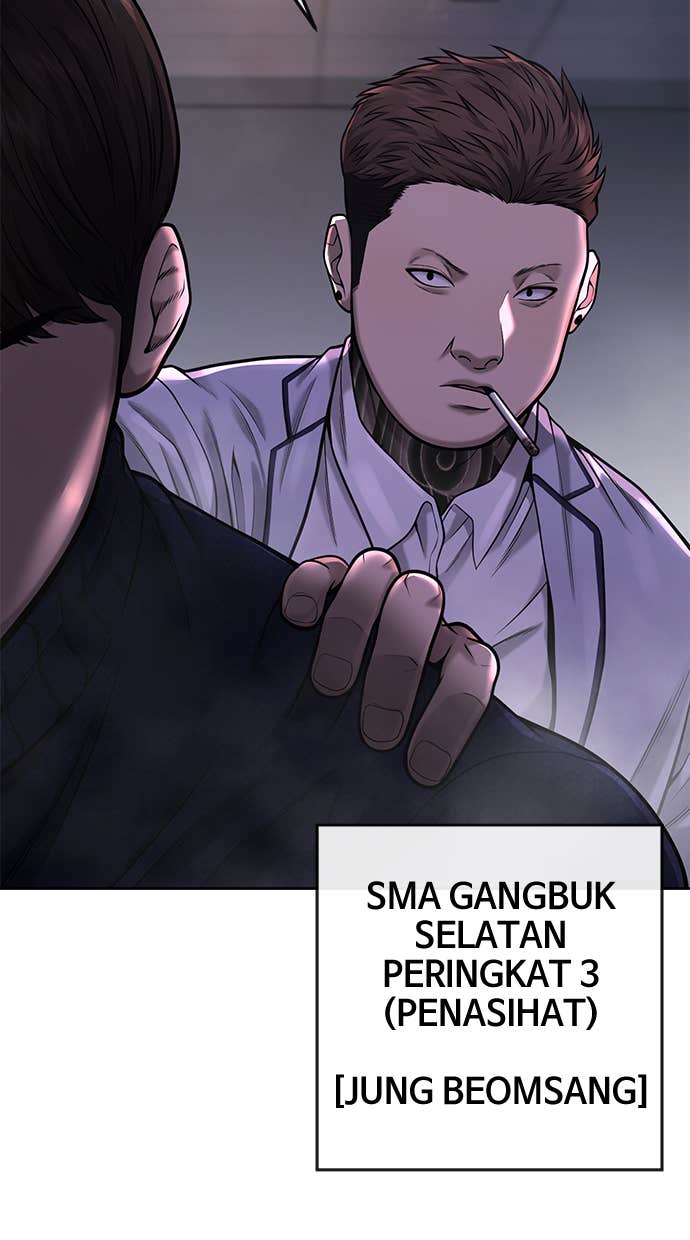 SMA GANGBUK
SELATAN
PERINGKAT 3
(PENASIHAT)
[JUNG BEOMSANG]